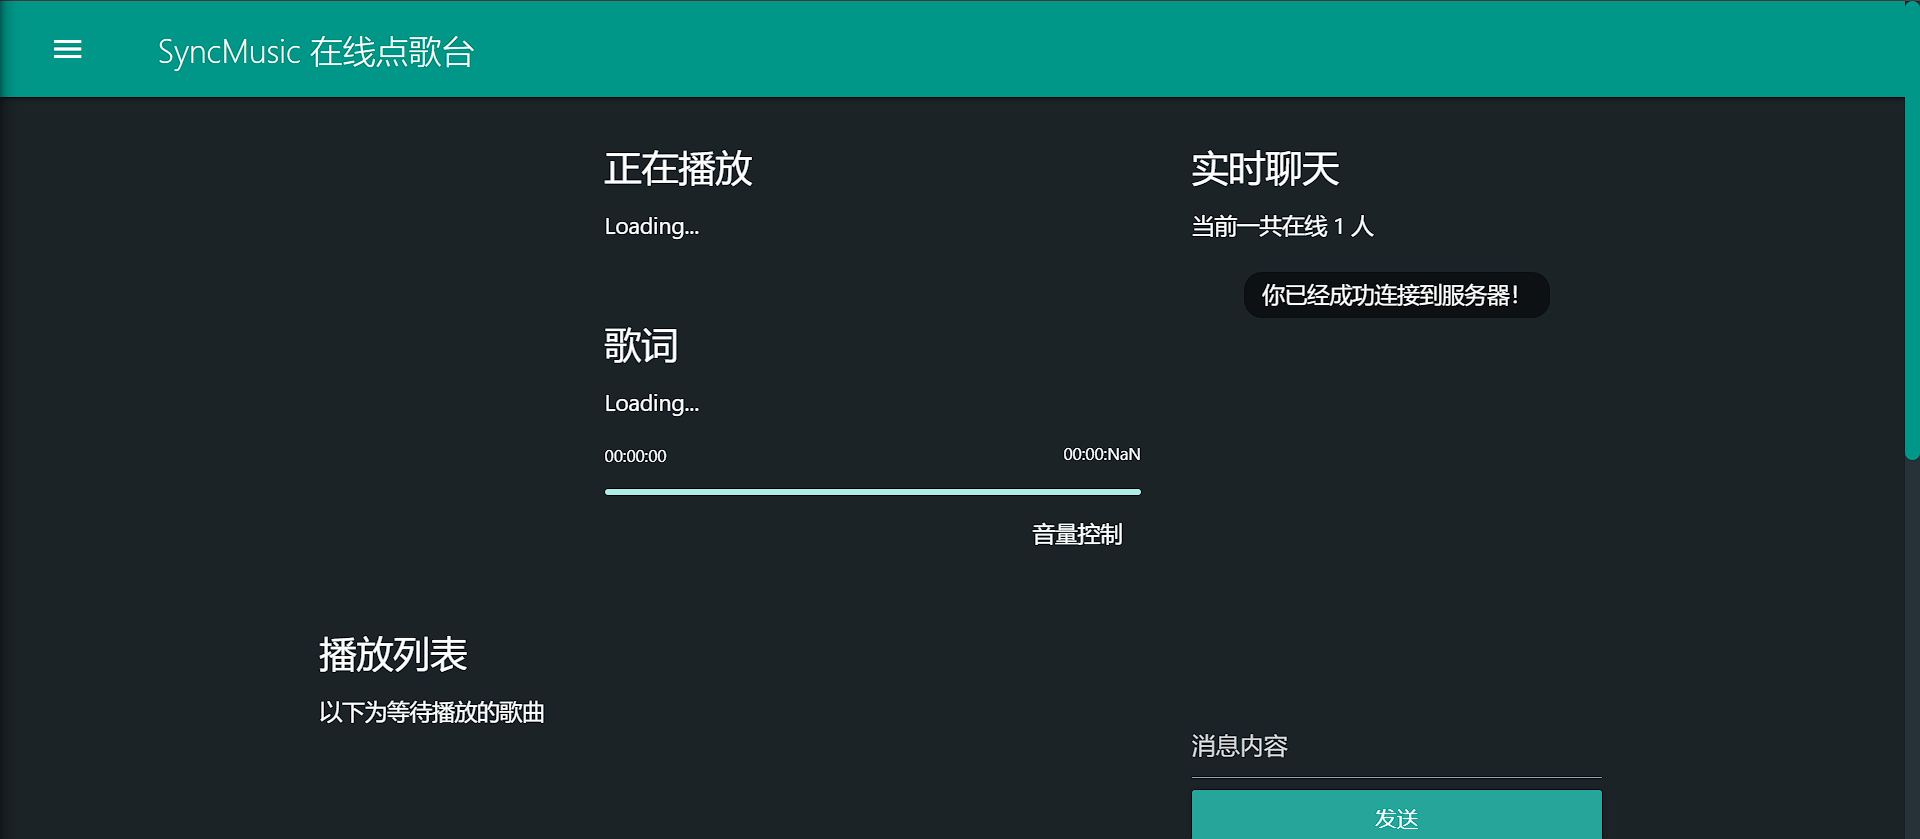 SyncMusic 在线点歌台
正在播放
Loading...
歌词
Loading...
00:00:00
00:00:NaN
音量控制
实时聊天
当前一共在线 1 人
你已经成功连接到服务器！
播放列表
以下为等待播放的歌曲
消息内容
发送